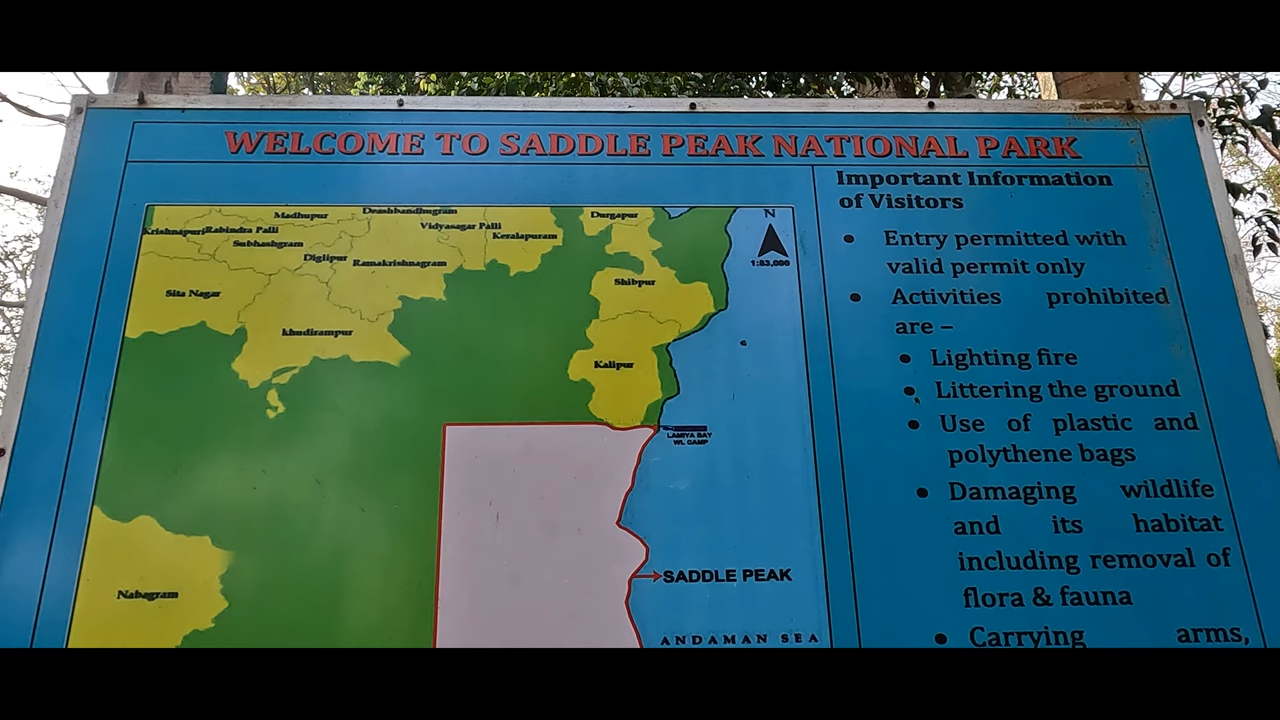 WELCOME TO SADDLE PEAK NATIONAL PARK
Madhupur
Deashbandhugram
Krishnapuri
Rabindra Palli
Vidyasagar Palli
Subhashgram
Keralapuram
Diglipur
Ramakrishnagram
Sita Nagar
khudirampur
Durgapur
Shibpur
Kalipur
N
1:83,000
LAMIYA BAY
WL CAMP
Nabagram
SADDLE PEAK
ANDAMAN SEA
Important Information
of Visitors
Entry permitted with
valid permit only
Activities prohibited
are –
Lighting fire
Littering the ground
Use of plastic and
polythene bags
Damaging wildlife
and its habitat
including removal of
flora & fauna
Carrying arms,